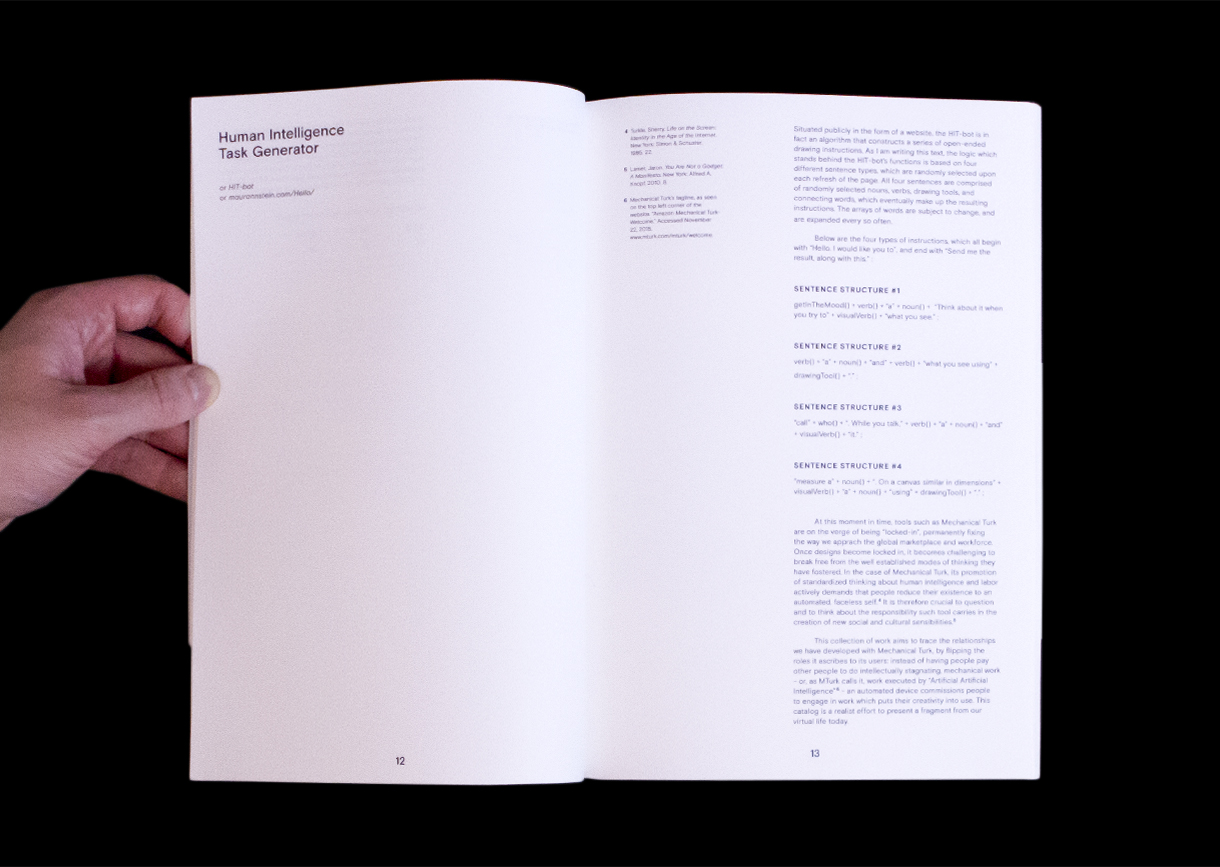 Human Intelligence
Task Generator
or HIT-bot
or mauriohnstein.com/Hello/
12
4 Turkle, Sherry. Life on the Screen:
Identity in the Age of the Internet.
New York: Simon & Schuster,
1995. 22.
5 Lanier, Jaron. You Are Not a Gadget:
A Manifesto. New York: Alfred A.
Knopf, 2010. 6.
6 Mechanical Turk's tagline, as seen
on the top left corner of the
website. "Amazon Mechanical Turk-
Welcome." Accessed November
22, 2015.
www.mturk.com/mturk/welcome.
Situated publicly in the form of a website, the HIT-bot is in
fact an algorithm that constructs a series of open-ended
drawing instructions. As I am writing this text, the logic which
stands behind the HIT-bot's functions is based on four
different sentence types, which are randomly selected upon
each refresh of the page. All four sentences are comprised
of randomly selected nouns, verbs, drawing tools, and
connecting words, which eventually make up the resulting
instructions. The arrays of words are subject to change, and
are expanded every so often.
Below are the four types of instructions, which all begin
with "Hello, I would like you to", and end with "Send me the
result, along with this."
SENTENCE STRUCTURE #1
getInTheMood() + verb() + "a" + noun() + "Think about it when
you try to" + visualVerb() + "what you see." ;
SENTENCE STRUCTURE #2
verb() + "a" + noun() + "and" + verb() + "what you see using" +
drawingTool() + "." ;
SENTENCE STRUCTURE #3
"call" + who() + ". While you talk," + verb() + "a" + noun() + "and"
+ visualVerb() + "it." ;
SENTENCE STRUCTURE #4
"measure a" + noun() + ". On a canvas similar in dimensions" +
visualVerb() + "a" + noun() + "using" + drawingTool() + "." ;
At this moment in time, tools such as Mechanical Turk
are on the verge of being "locked-in", permanently fixing
the way we apprach the global marketplace and workforce.
Once designs become locked in, it becomes challenging to
break free from the well established modes of thinking they
have fostered. In the case of Mechanical Turk, its promotion
of standardized thinking about human intelligence and labor
actively demands that people reduce their existence to an
automated, faceless self.⁴ It is therefore crucial to question
and to think about the responsibility such tool carries in the
creation of new social and cultural sensibilities.⁵
This collection of work aims to trace the relationships
we have developed with Mechanical Turk, by flipping the
roles it escribes to its users: instead of having people pay
other people to do intellectually stagnating, mechanical work
- or, as MTurk calls it, work executed by "Artificial Artificial
Intelligence"⁶ - an automated device commissions people
to engage in work which puts their creativity into use. This
catalog is a realist effort to present a fragment from our
virtual life today.
13